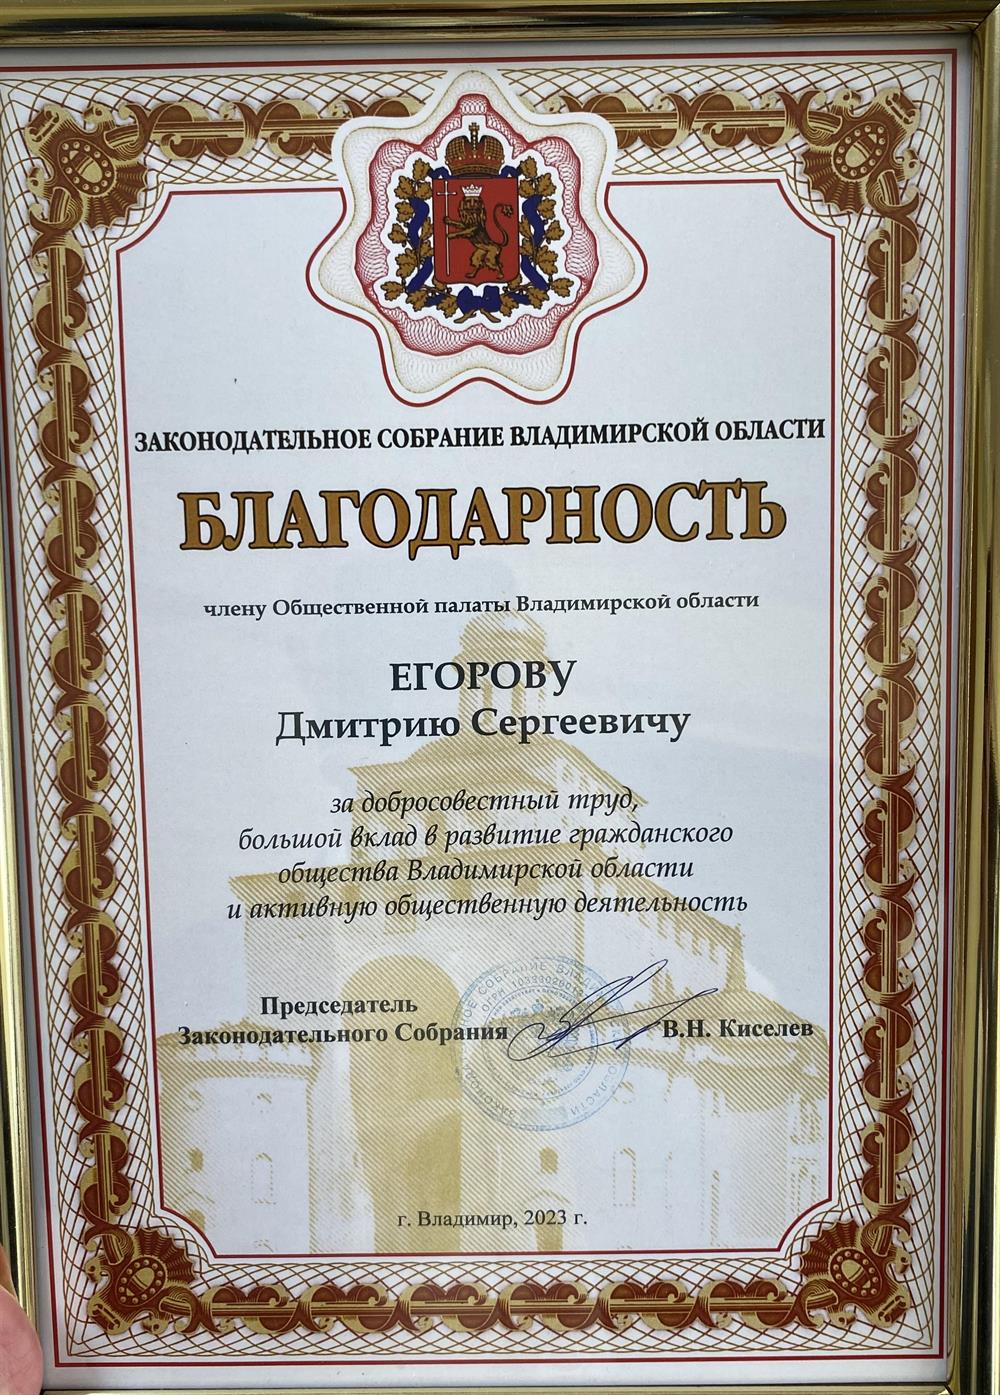 ЗАКОНОДАТЕЛЬНОЕ СОБРАНИЕ ВЛАДИМИРСКОЙ ОБЛАСТИ
БЛАГОДАРНОСТЬ
члену Общественной палаты Владимирской области
ЕГОРОВУ
Дмитрию Сергеевичу
за добросовестный труд,
большой вклад в развитие гражданского
общества Владимирской области
и активную общественную деятельность
Председатель
Законодательного Собрания
В.Н. Киселев
г. Владимир, 2023 г.